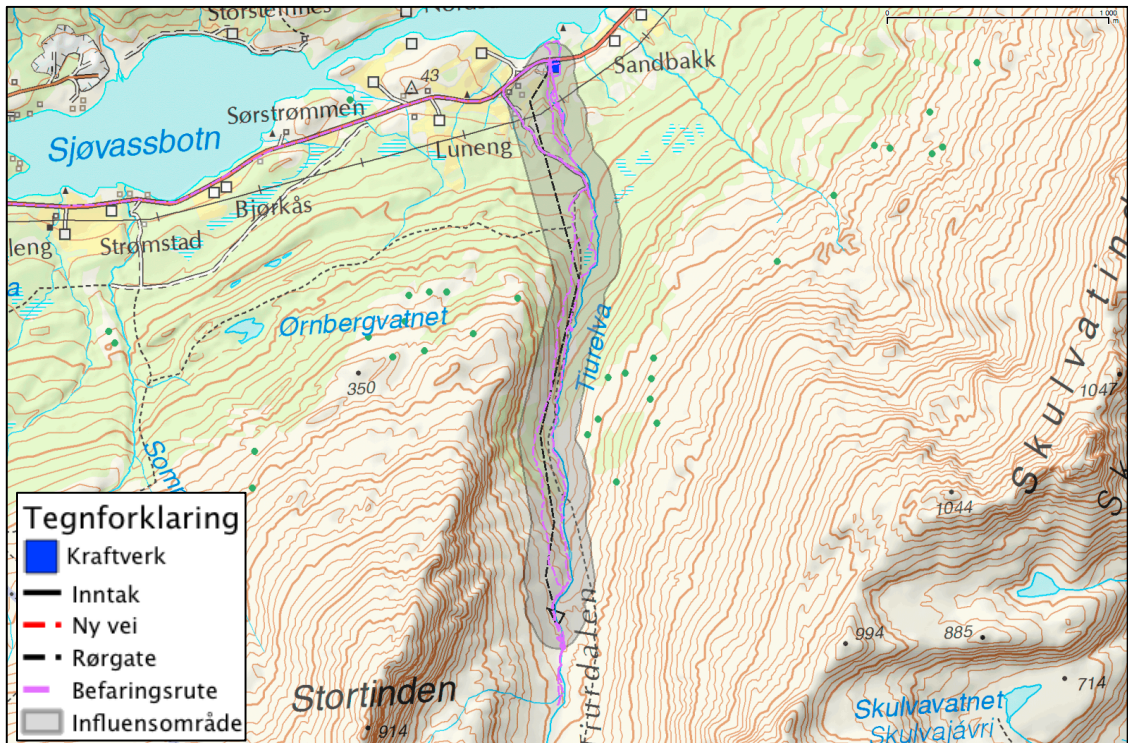 1 000
m
0
Sandbakk
43
Sørstrømmen
Sjøvassbotn
Luneng
Bjørkås
leng
Strømstad
a
Ørnbergvatnet
Tiurelva
350
1047
Skulvatind
1044
Tegnforklaring
Kraftverk
Inntak
Ny vei
Rørgate
Befaringsrute
Influensområde
994
885
714
Stortinden
914
Tiurdalen
Skulvavatnet
Skulvajávri